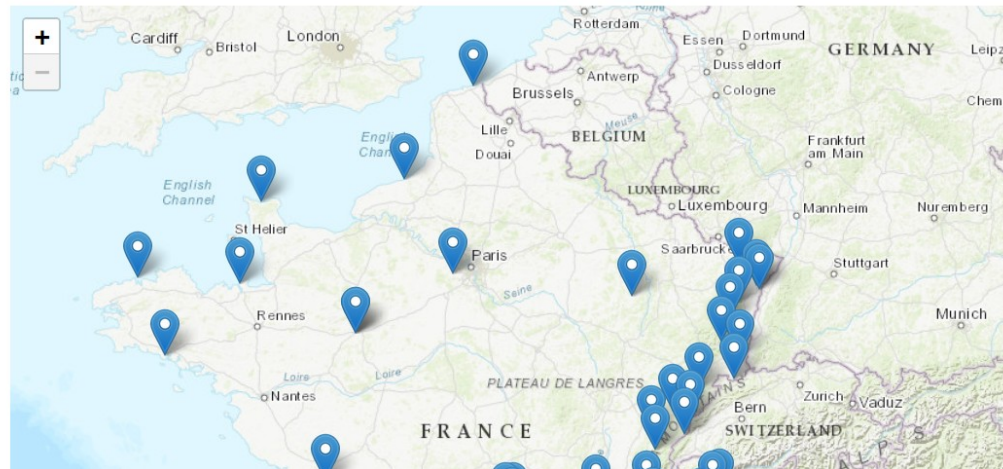 +
−
Cardiff
Bristol
London
Rotterdam
Essen
Dortmund
GERMANY
Dusseldorf
Antwerp
Cologne
Brussels
Lille
Meuse
BELGIUM
Douai
Frankfurt
am Main
English
Channel
LUXEMBOURG
Luxembourg
Mannheim
Nuremberg
St Helier
Paris
Stuttgart
Seine
Rennes
Munich
Loire
Loire
PLATEAU DE LANGRES
Nantes
Zurich
Vaduz
Bern
FRANCE
SWITZERLAND
ALPS